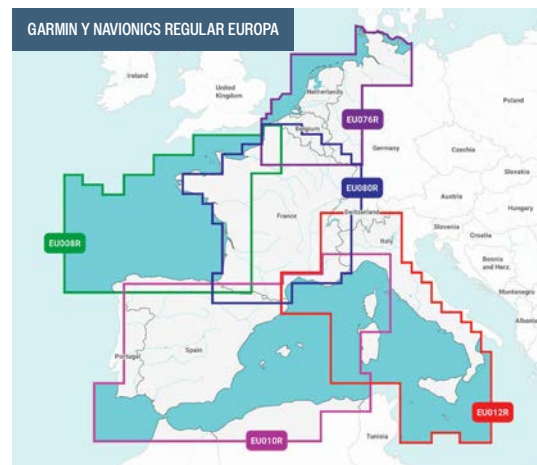 GARMIN Y NAVIONICS REGULAR EUROPA
Ireland
United
Kingdom
Netherlands
Poland
EU076R
Belgium
Germany
Czechia
Slovakia
EU080R
Austria
Hungary
France
Switzerland
Slovenia
EU008R
Italy
Croatia
Bosnia
and Herz.
Montenegro
Albania
Portugal
Spain
EU012R
EU010R
Tunisia